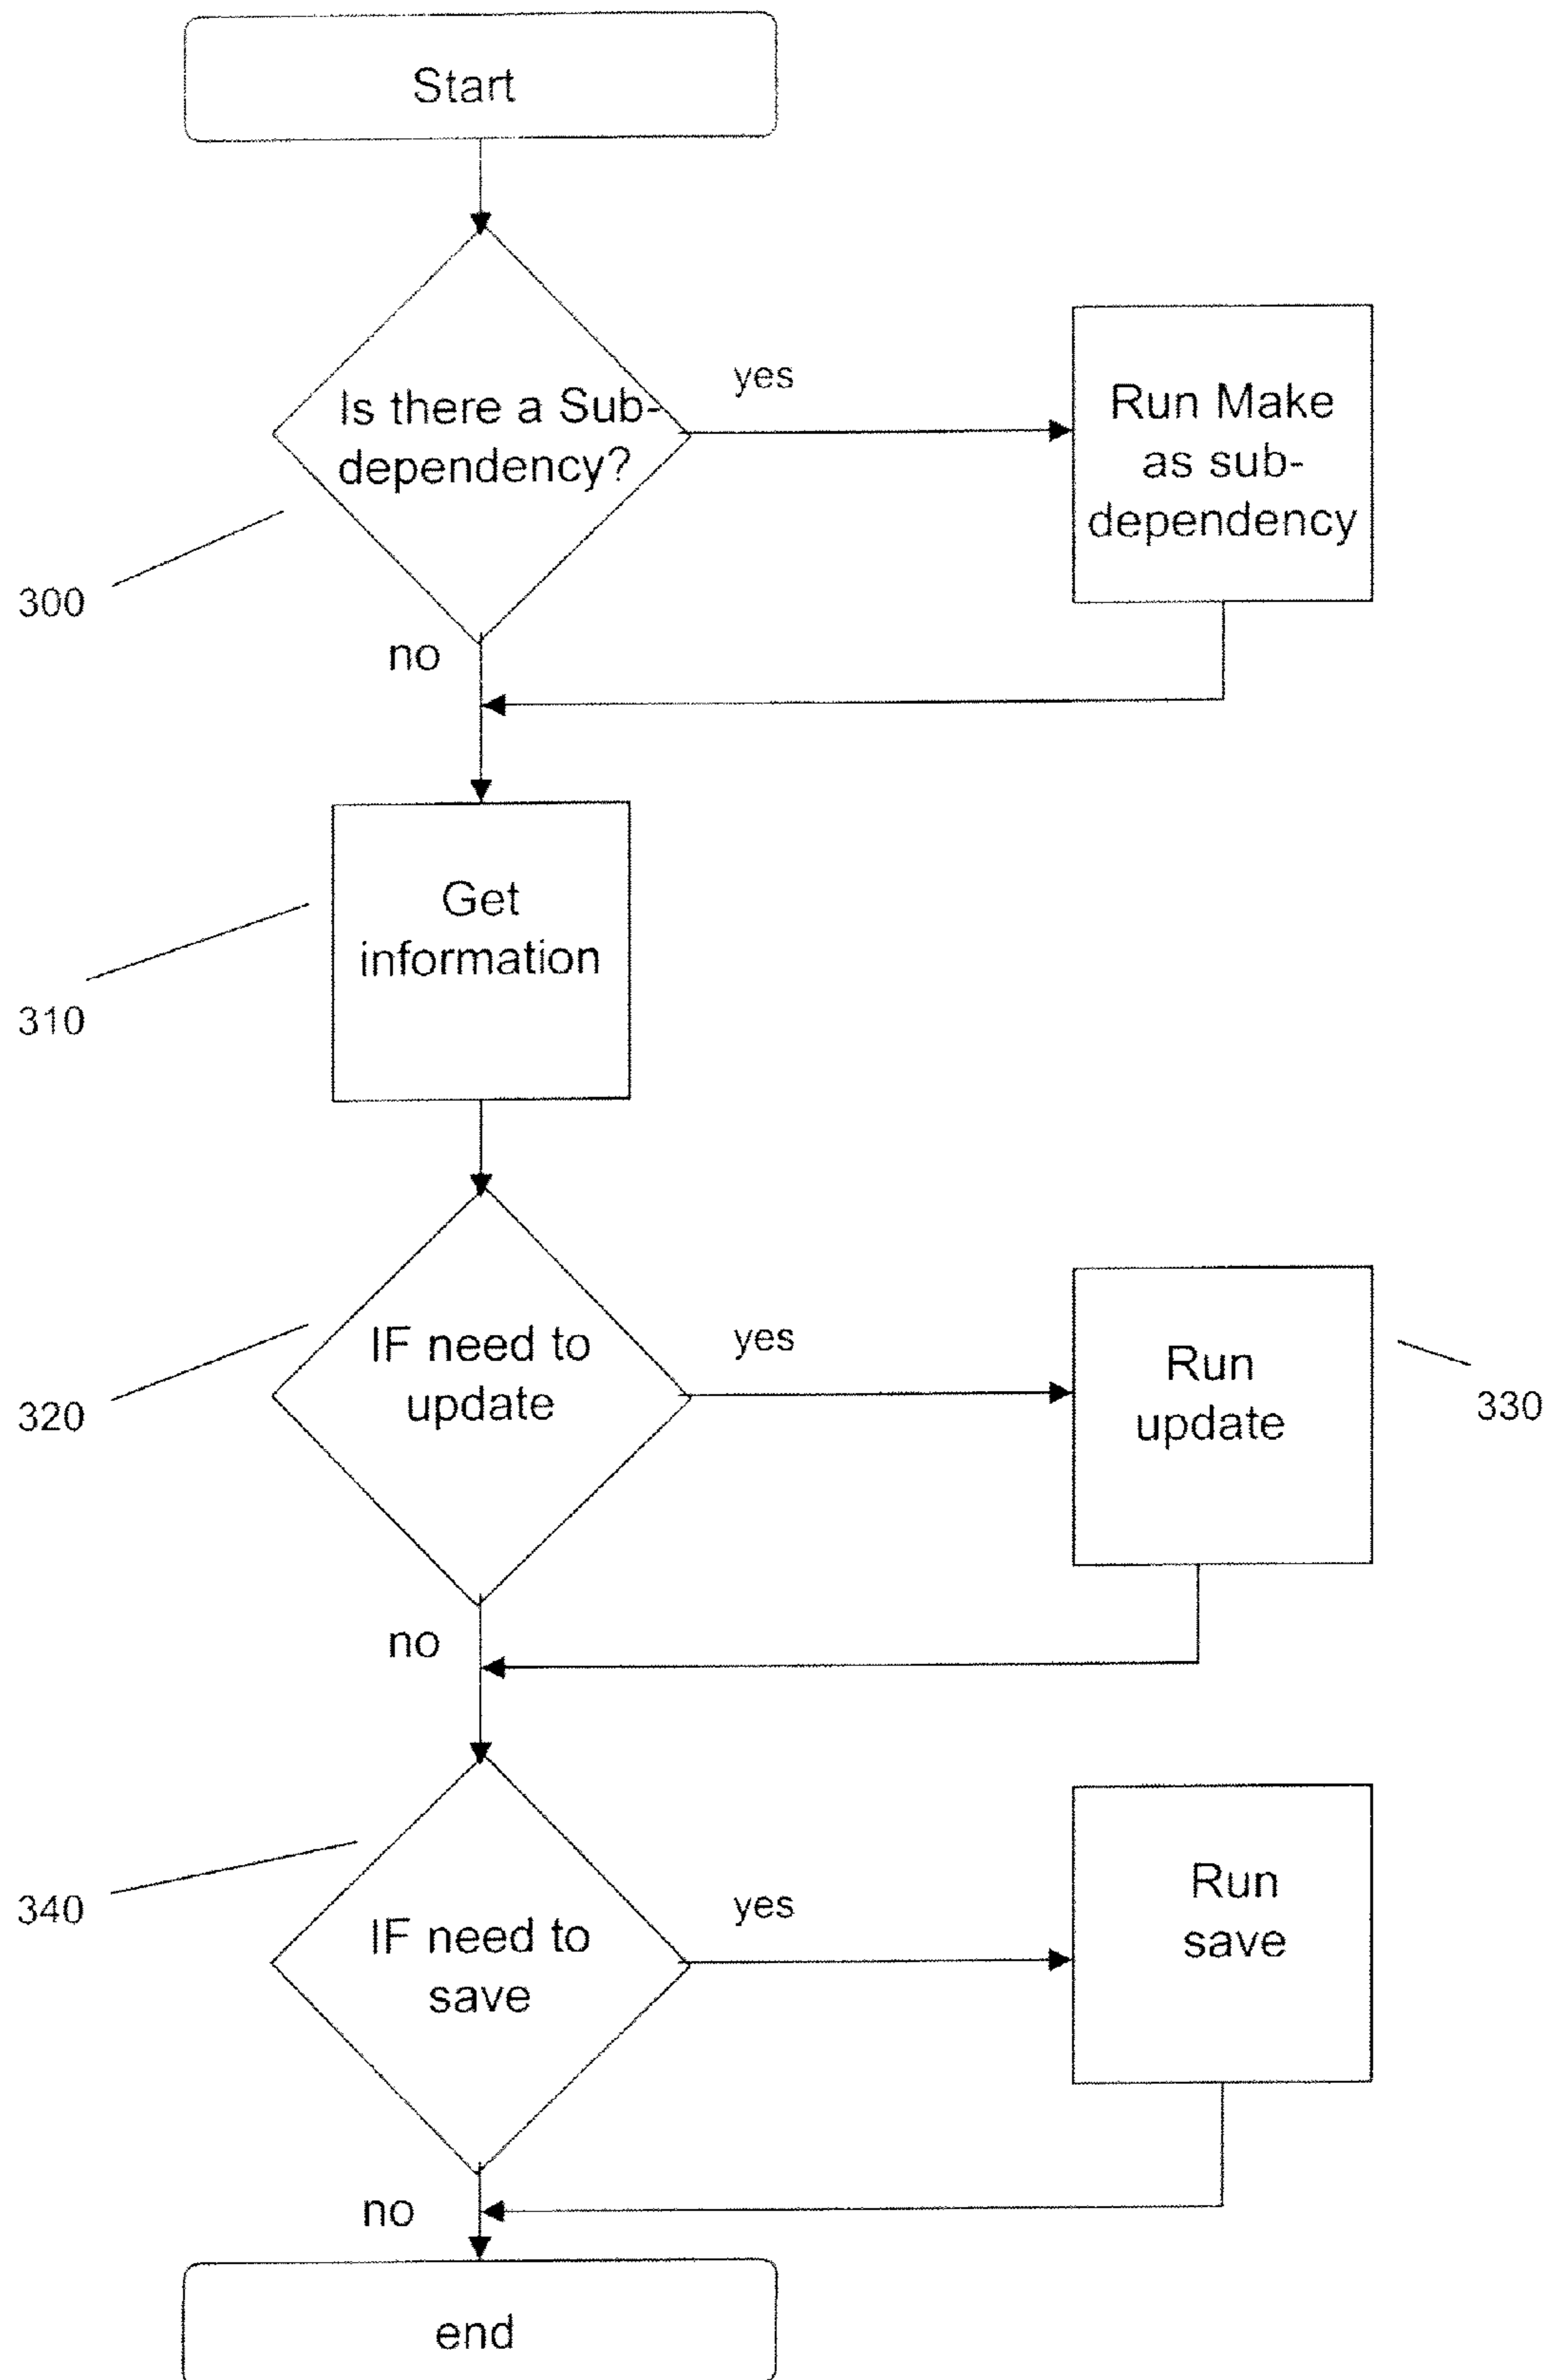 Start
Is there a Sub-
dependency?
yes
Run Make
as sub-
dependency
300
no
Get
information
310
IF need to
update
yes
Run
update
320
330
no
IF need to
save
yes
Run
save
340
no
end